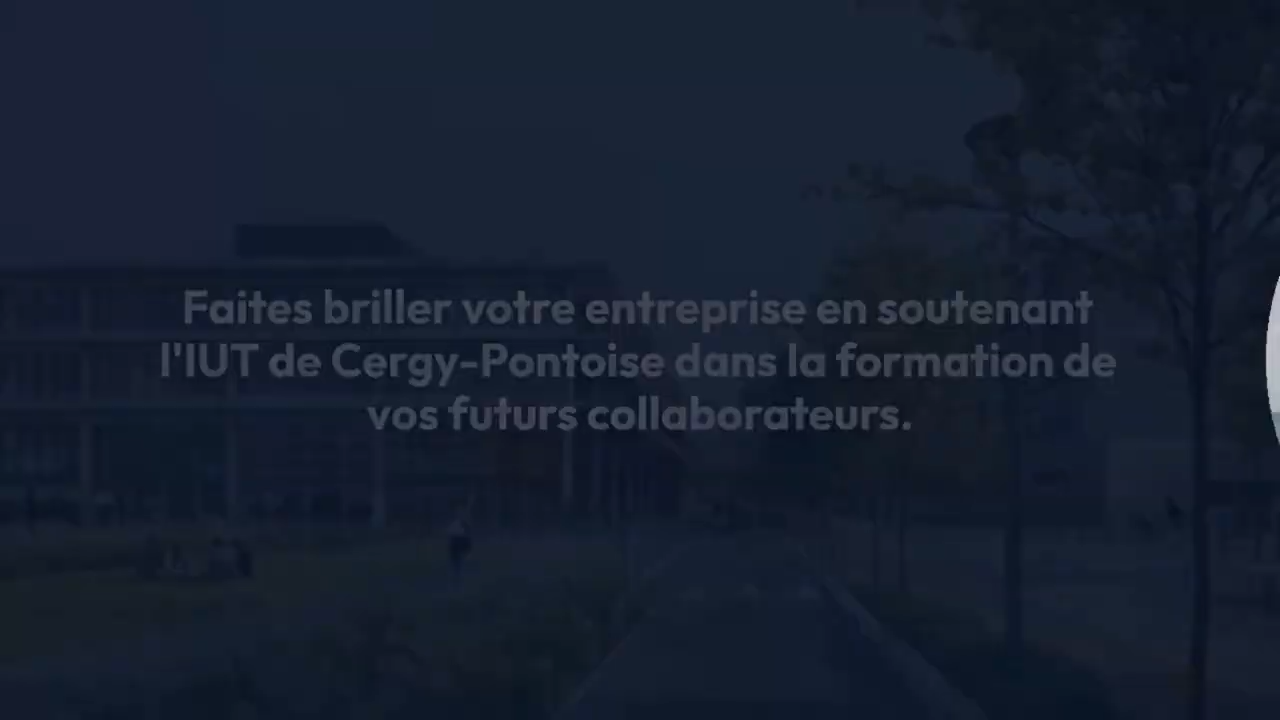 Faites briller votre entreprise en soutenant
l'IUT de Cergy-Pontoise dans la formation de
vos futurs collaborateurs.